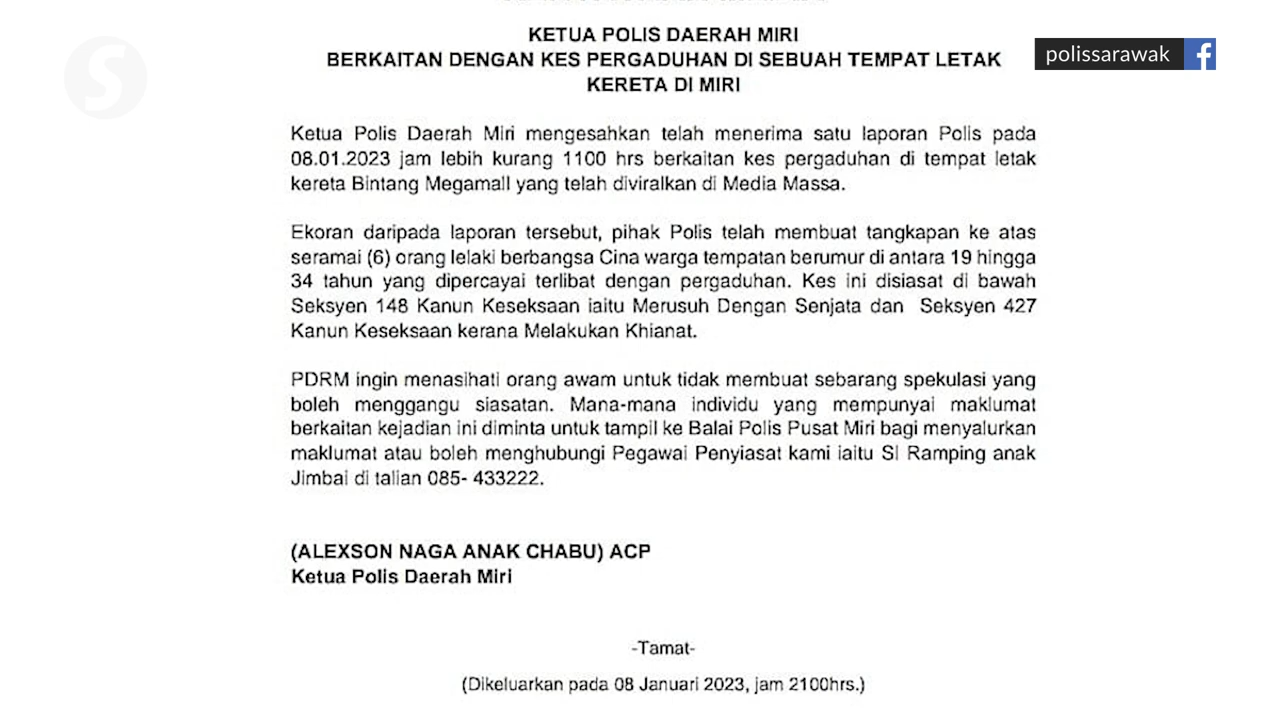 KETUA POLIS DAERAH MIRI
BERKAITAN DENGAN KES PERGADUHAN DI SEBUAH TEMPAT LETAK
KERETA DI MIRI
polissarawak f
S
Ketua Polis Daerah Miri mengesahkan telah menerima satu laporan Polis pada
08.01.2023 jam lebih kurang 1100 hrs berkaitan kes pergaduhan di tempat letak
kereta Bintang Megamall yang telah diviralkan di Media Massa.
Ekoran daripada laporan tersebut, pihak Polis telah membuat tangkapan ke atas
seramai (6) orang lelaki berbangsa Cina warga tempatan berumur di antara 19 hingga
34 tahun yang dipercayai terlibat dengan pergaduhan. Kes ini disiasat di bawah
Seksyen 148 Kanun Keseksaan iaitu Merusuh Dengan Senjata dan Seksyen 427
Kanun Keseksaan kerana Melakukan Khianat.
PDRM ingin menasihati orang awam untuk tidak membuat sebarang spekulasi yang
boleh menggangu siasatan. Mana-mana individu yang mempunyai maklumat
berkaitan kejadian ini diminta untuk tampil ke Balai Polis Pusat Miri bagi menyalurkan
maklumat atau boleh menghubungi Pegawai Penyiasat kami iaitu SI Ramping anak
Jimbai di talian 085- 433222.
(ALEXSON NAGA ANAK CHABU) ACP
Ketua Polis Daerah Miri
-Tamat-
(Dikeluarkan pada 08 Januari 2023, jam 2100hrs.)